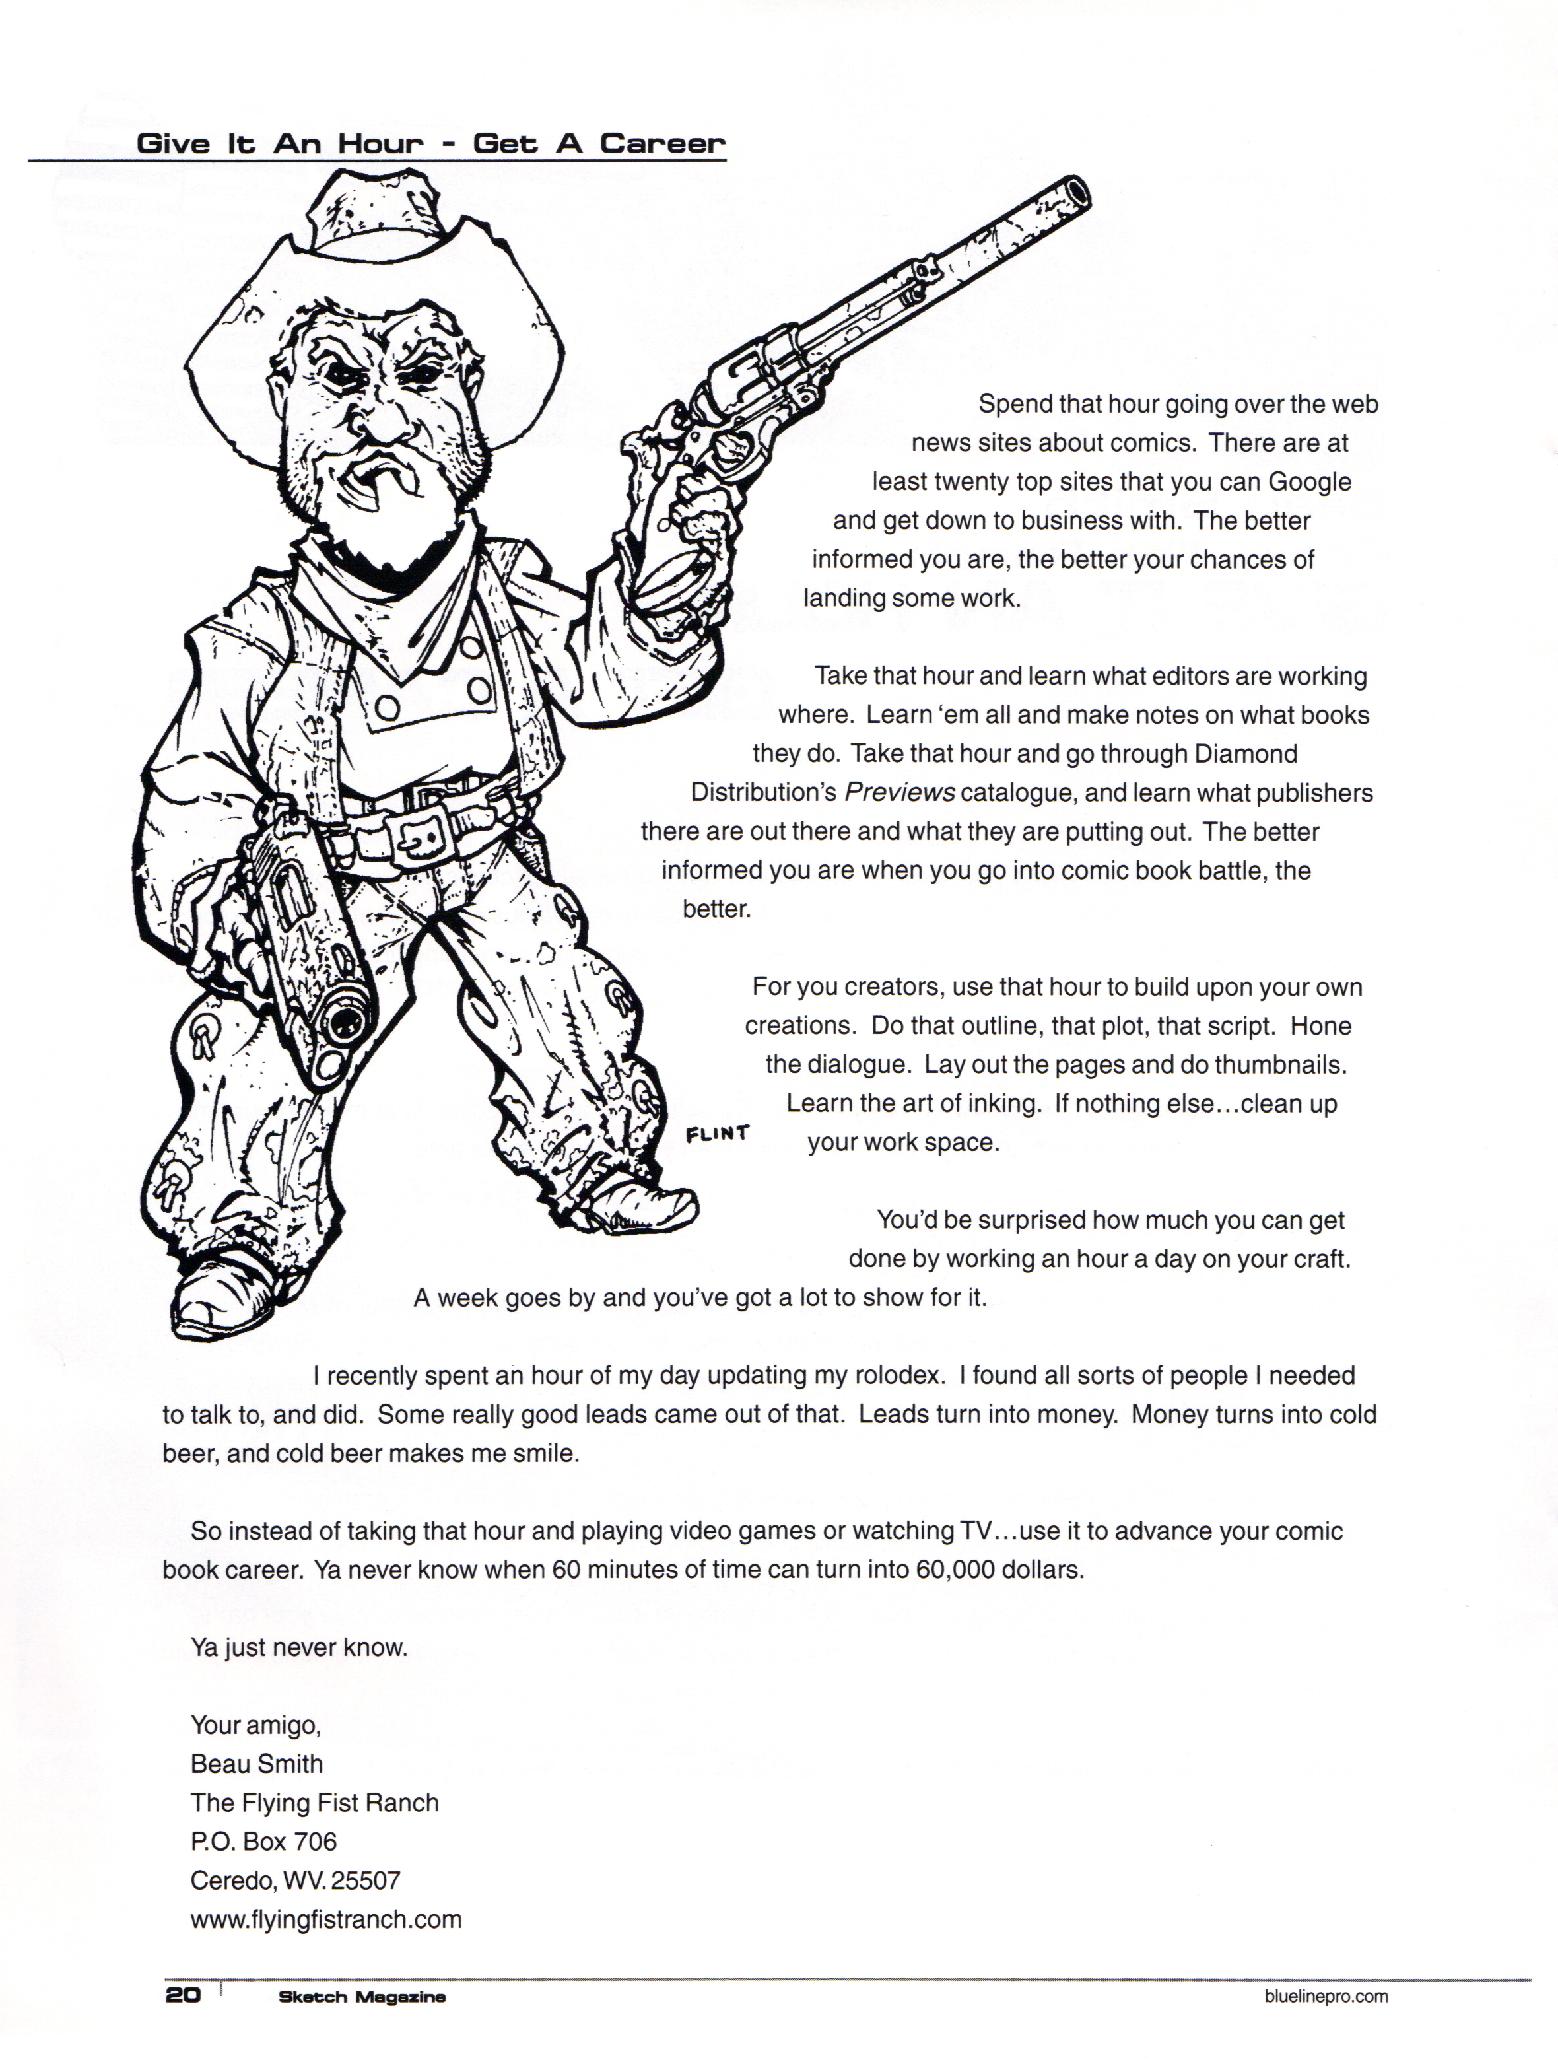 Give It An Hour - Get A Career
Spend that hour going over the web
news sites about comics. There are at
least twenty top sites that you can Google
and get down to business with. The better
informed you are, the better your chances of
landing some work.
Take that hour and learn what editors are working
where. Learn ‘em all and make notes on what books
they do. Take that hour and go through Diamond
Distribution’s Previews catalogue, and learn what publishers
there are out there and what they are putting out. The better
informed you are when you go into comic book battle, the
better.
For you creators, use that hour to build upon your own
creations. Do that outline, that plot, that script. Hone
the dialogue. Lay out the pages and do thumbnails.
Learn the art of inking. If nothing else...clean up
your work space.
FLINT
You’d be surprised how much you can get
done by working an hour a day on your craft.
A week goes by and you’ve got a lot to show for it.
I recently spent an hour of my day updating my rolodex. I found all sorts of people I needed
to talk to, and did. Some really good leads came out of that. Leads turn into money. Money turns into cold
beer, and cold beer makes me smile.
So instead of taking that hour and playing video games or watching TV...use it to advance your comic
book career. Ya never know when 60 minutes of time can turn into 60,000 dollars.
Ya just never know.
Your amigo,
Beau Smith
The Flying Fist Ranch
P.O. Box 706
Ceredo, WV. 25507
www.flyingfistranch.com
20 Sketch Magazine bluelinepro.com